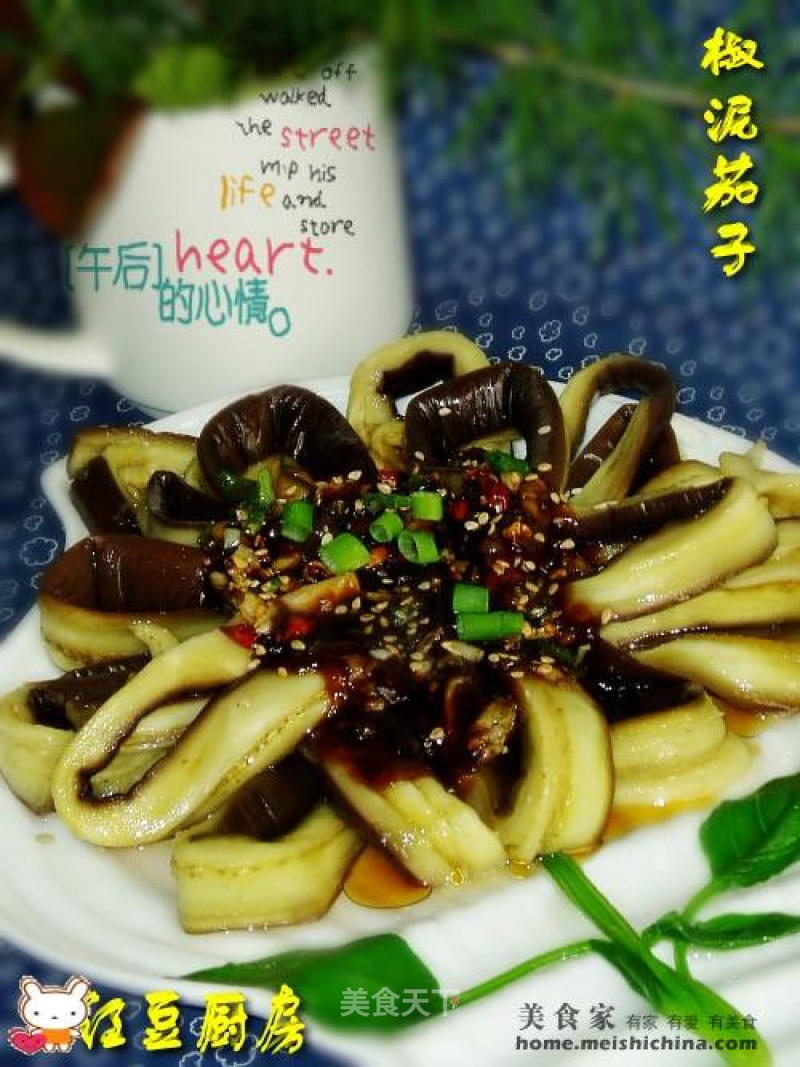 off
walked
the street
mp his
life and
store
heart.
[午后]
的心情。
椒泥茄子
红豆厨房
美食天下
美食家 有家 有爱 有美食
home.meishichina.com